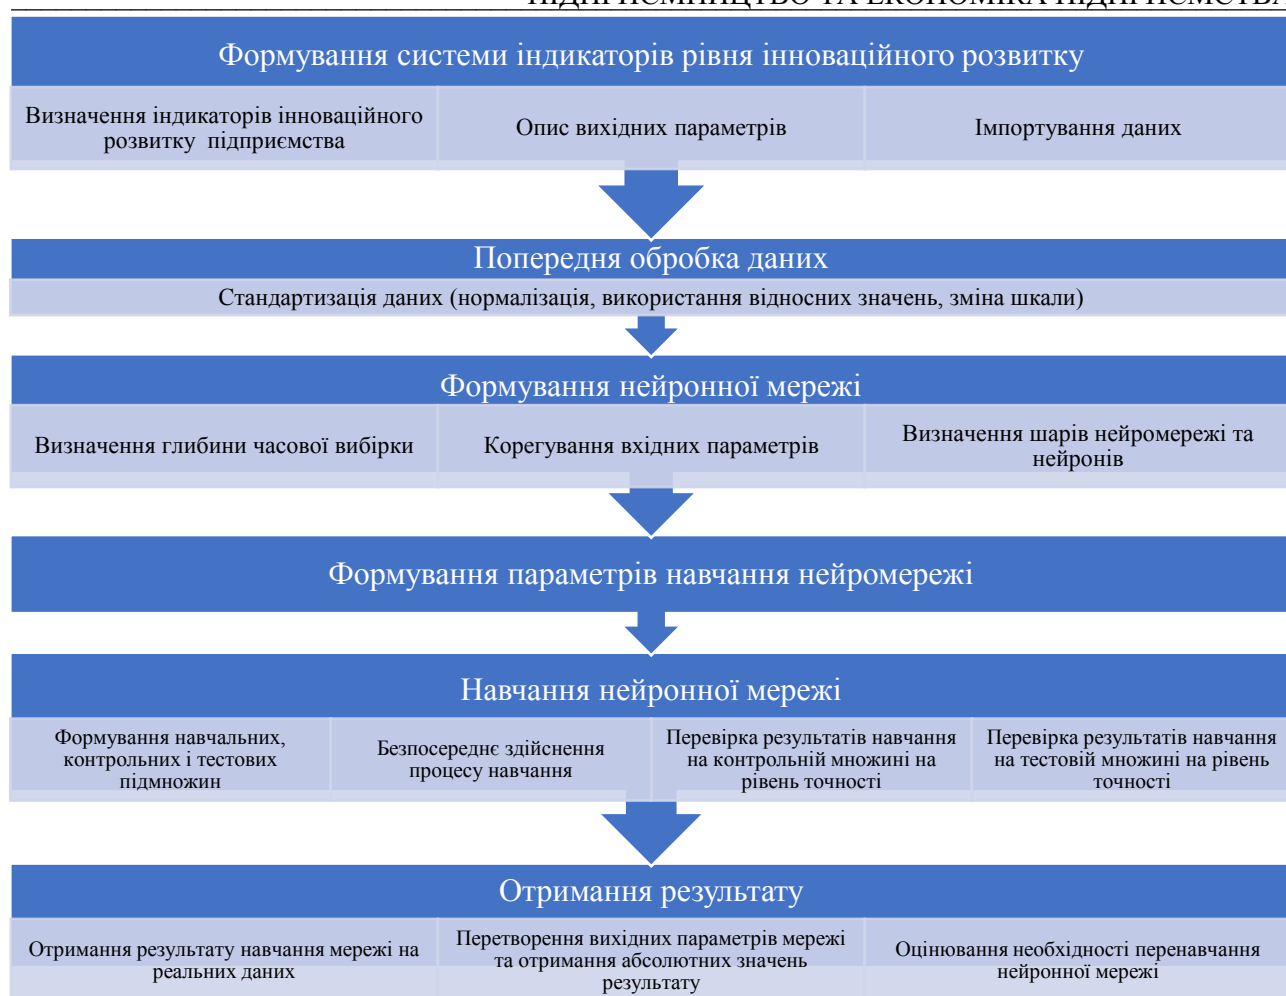 ПІДПРИЄМНИЦТВО ТА ЕКОНОМІКА ПІДПРИЄМСТВА
Формування системи індикаторів рівня інноваційного розвитку
Визначення індикаторів інноваційного
розвитку підприємства
Опис вихідних параметрів
Імпортування даних
Попередня обробка даних
Стандартизація даних (нормалізація, використання відносних значень, зміна шкали)
Формування нейронної мережі
Визначення глибини часової вибірки
Корегування вхідних параметрів
Визначення шарів нейромережі та
нейронів
Формування параметрів навчання нейромережі
Навчання нейронної мережі
Формування навчальних,
контрольних і тестових
підмножин
Безпосереднє здійснення
процесу навчання
Перевірка результатів навчання
на контрольній множині на
рівень точності
Перевірка результатів навчання
на тестовій множині на рівень
точності
Отримання результату
Отримання результату навчання мережі на
реальних даних
Перетворення вихідних параметрів мережі
та отримання абсолютних значень
результату
Оцінювання необхідності перенавчання
нейронної мережі